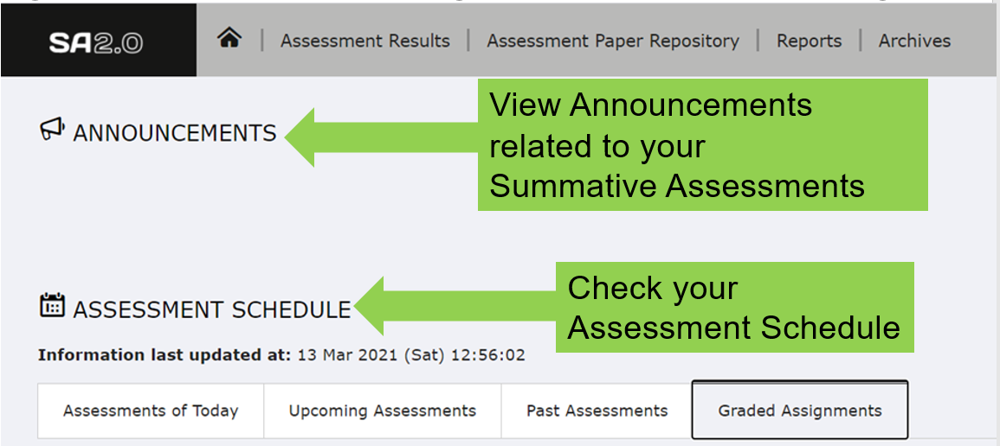 SA2.0
Assessment Results | Assessment Paper Repository | Reports | Archives
ANNOUNCEMENTS
View Announcements
related to your
Summative Assessments
ASSESSMENT SCHEDULE
Check your
Assessment Schedule
Information last updated at: 13 Mar 2021 (Sat) 12:56:02
Assessments of Today
Upcoming Assessments
Past Assessments
Graded Assignments